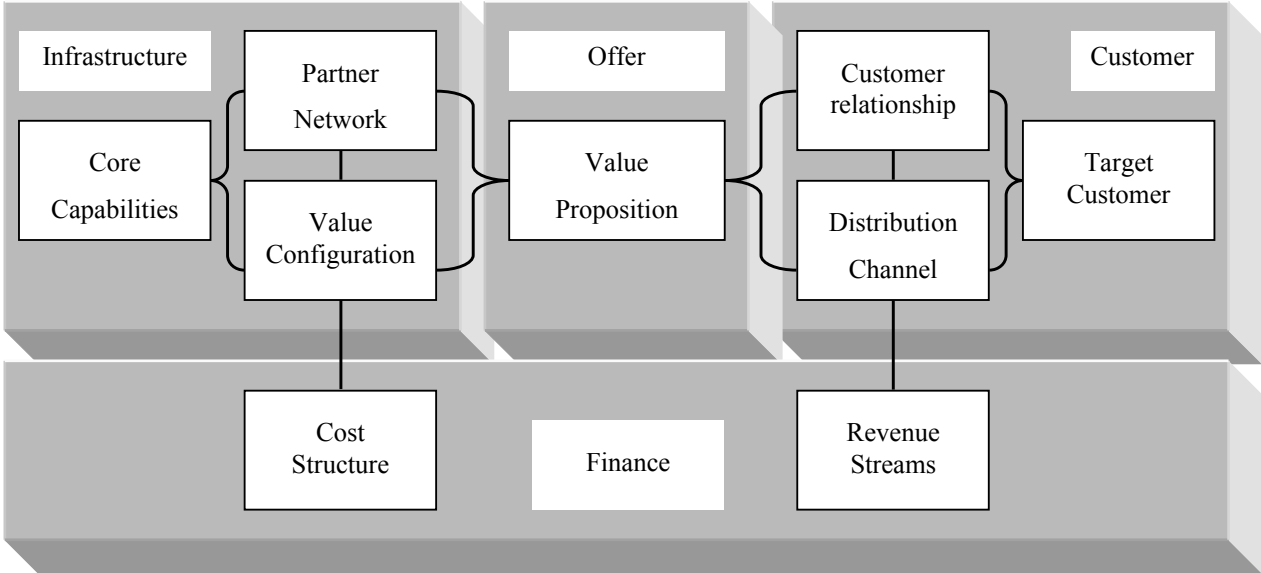 Infrastructure
Partner
Network
Core
Capabilities
Value
Configuration
Offer
Value
Proposition
Customer
relationship
Customer
Distribution
Channel
Target
Customer
Cost
Structure
Finance
Revenue
Streams